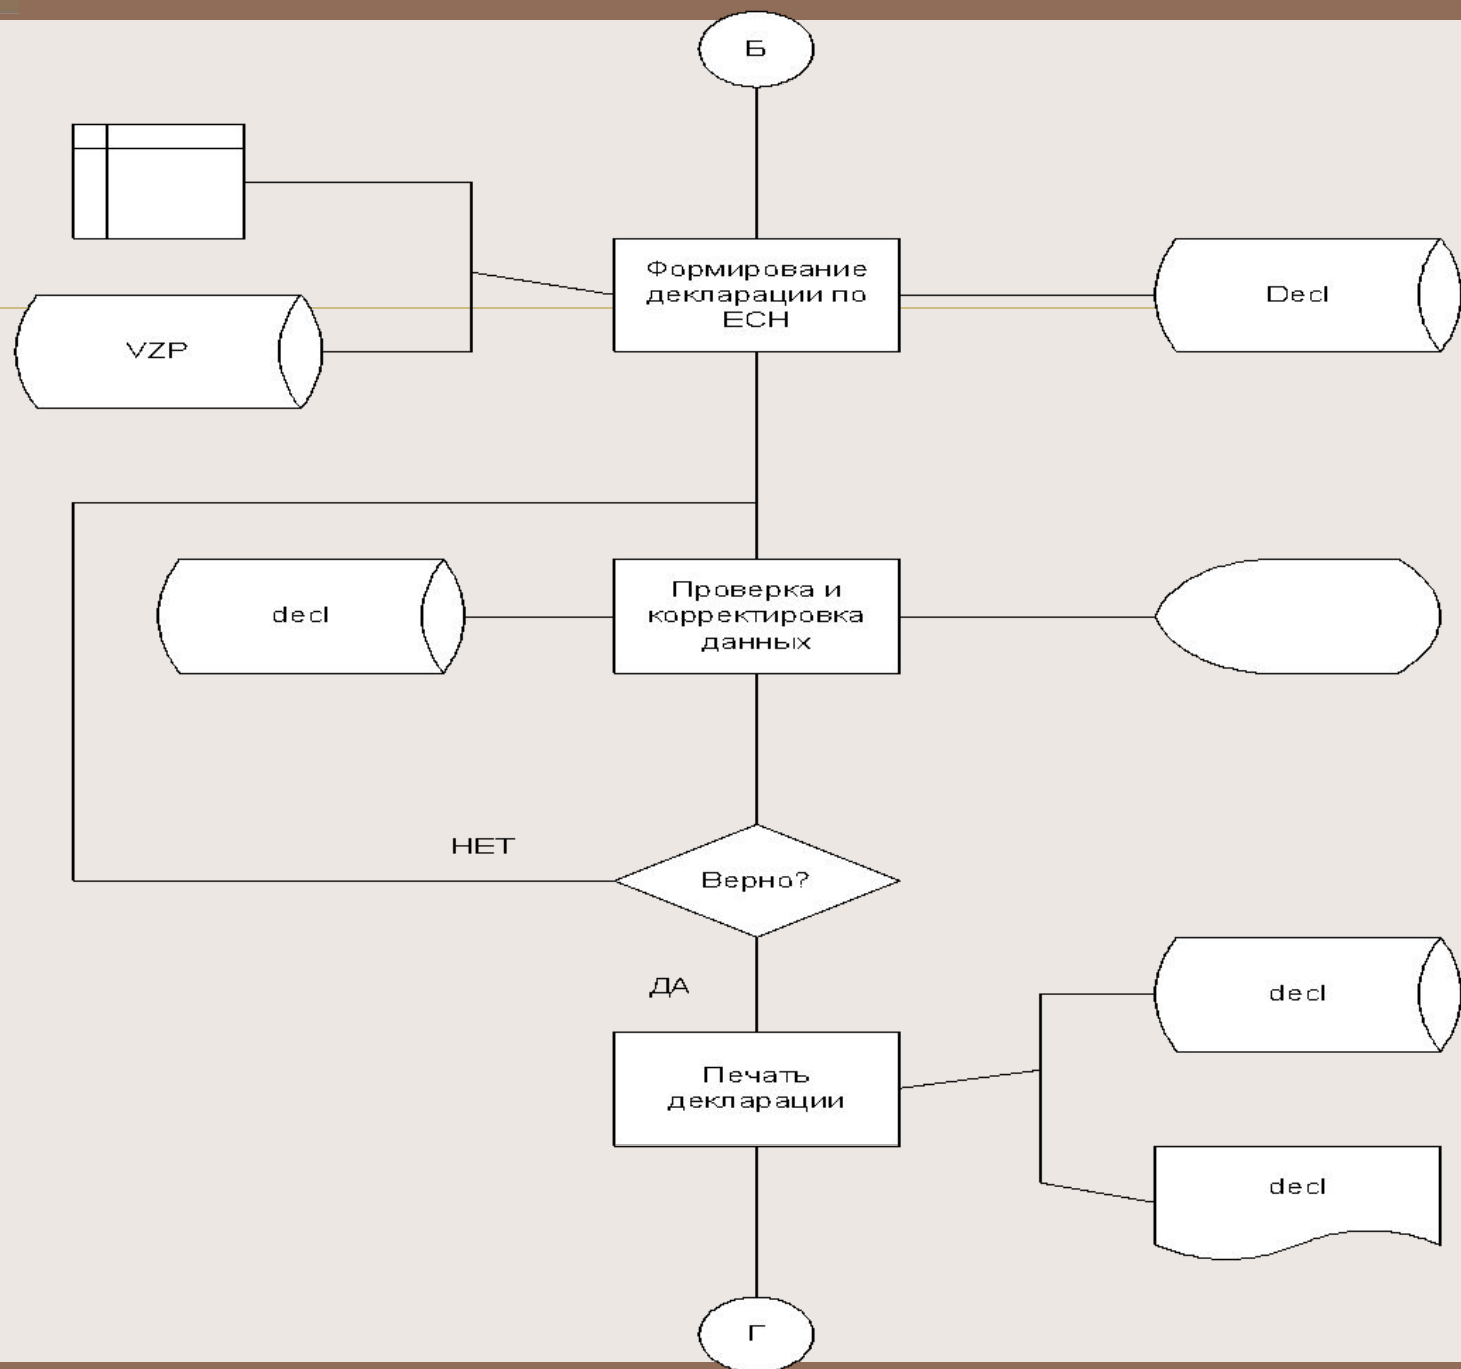 Б
Формирование
декларации по
ЕСН
VZP
Decl
decl
Проверка и
корректировка
данных
НЕТ
Верно?
ДА
decl
Печать
декларации
decl
Г